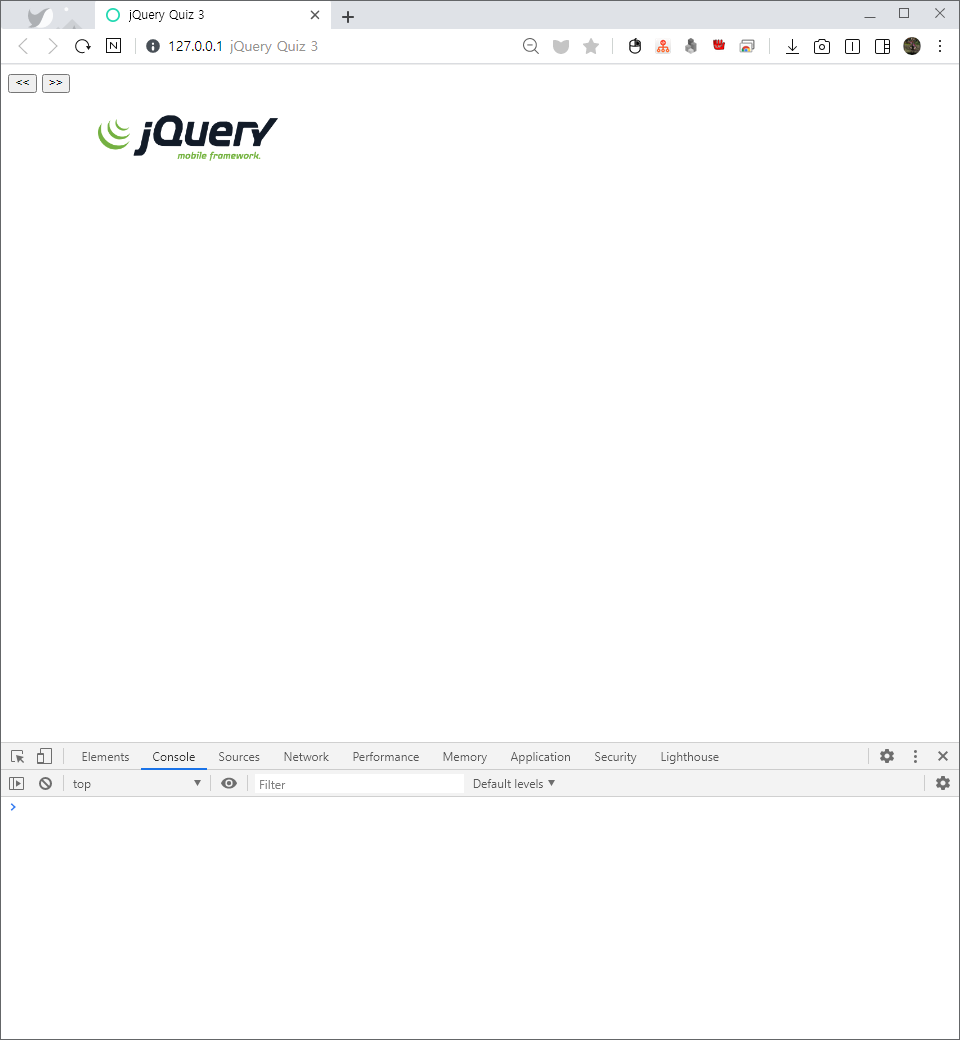 jQuery Quiz 3
N 127.0.0.1 jQuery Quiz 3
<< >>
jQuery
mobile framework.
Elements Console Sources Network Performance Memory Application Security Lighthouse
top Filter Default levels